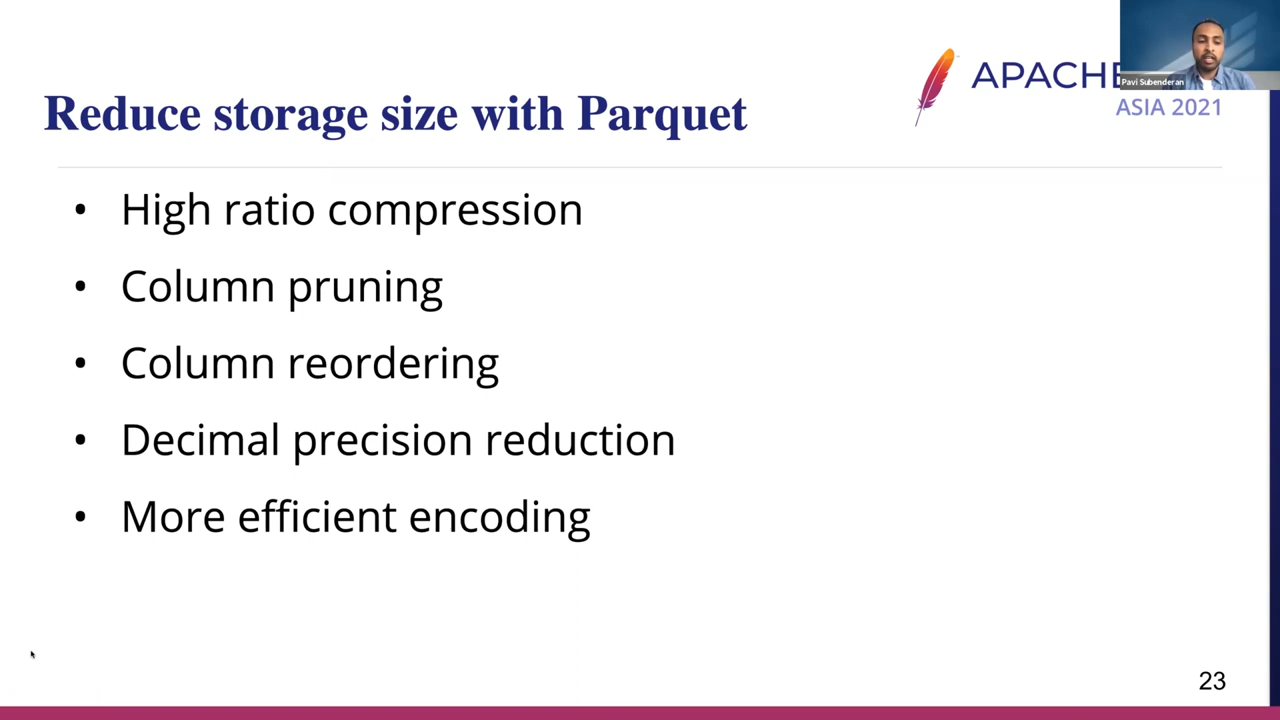 APACHE
ASIA 2021
Pavi Subenderan
Reduce storage size with Parquet
• High ratio compression
• Column pruning
• Column reordering
• Decimal precision reduction
• More efficient encoding
23